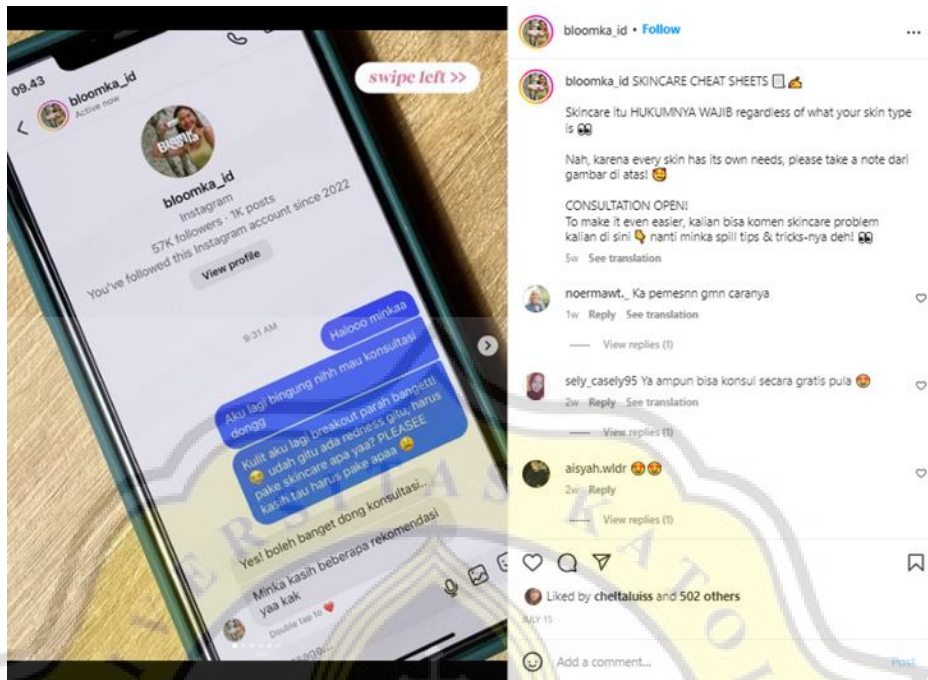 09.43
bloomka_id
Active now
swipe left >>
bloomka_id
Instagram
57K followers · 1K posts
You've followed this Instagram account since 2022
View profile
9:31 AM
Halooo minkaa
Aku lagi bingung nihh mau konsultasi
dongg
Kulit aku lagi breakout parah bangett!
😭 udah gitu ada redness gitu, harus
pake skincare apa yaa? PLEASEE
kasih tau harus pake apaa 😩
Yes! boleh banget dong konsultasi..
Minka kasih beberapa rekomendasi
yaa kak
Double tap to ❤️
bloomka_id • Follow
bloomka_id SKINCARE CHEAT SHEETS 🗒️✍️
Skincare itu HUKUMNYA WAJIB regardless of what your skin type
is 👀
Nah, karena every skin has its own needs, please take a note dari
gambar di atas! 🥰
CONSULTATION OPEN!
To make it even easier, kalian bisa komen skincare problem
kalian di sini 👇 nanti minka spill tips & tricks-nya deh! 👀
5w See translation
noermawt._ Ka pemesnn gmn caranya
1w Reply See translation
View replies (1)
sely_casely95 Ya ampun bisa konsul secara gratis pula 😍
2w Reply See translation
View replies (1)
aisyah.wldr 😍😍
2w Reply
View replies (1)
Liked by cheltaluiss and 502 others
JULY 15
Add a comment...
Post